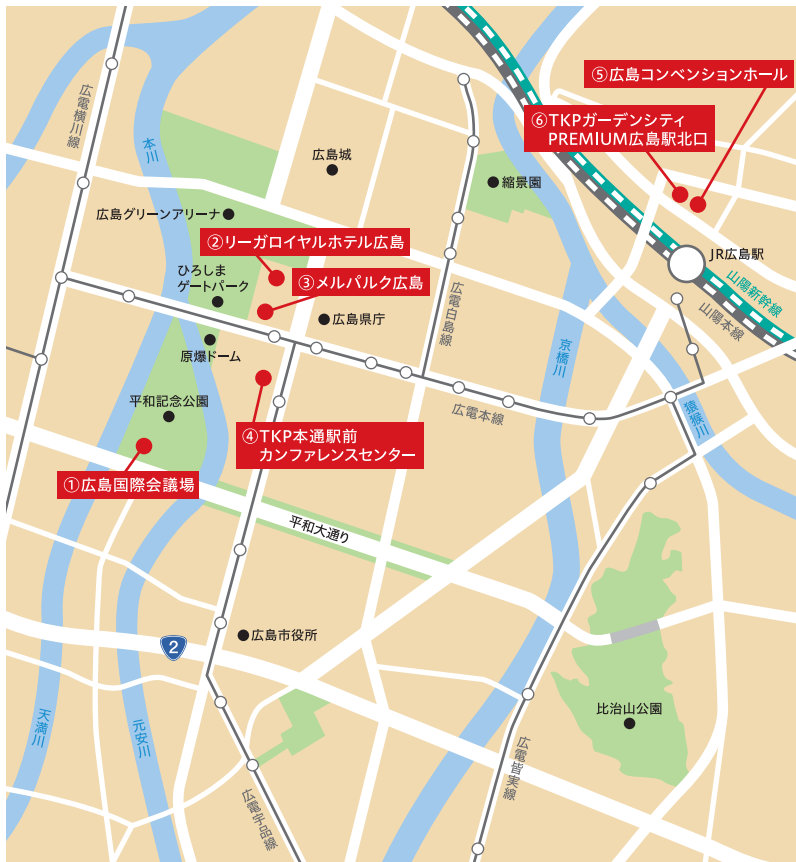 ⑤広島コンベンションホール
⑥TKPガーデンシティ
PREMIUM広島駅北口
広電横川線
本川
広島城
縮景園
広島グリーンアリーナ
②リーガロイヤルホテル広島
JR広島駅
ひろしま
ゲートパーク
③メルパルク広島
山陽新幹線
山陽本線
広電白島線
広島県庁
原爆ドーム
京橋川
平和記念公園
広電本線
猿猴川
④TKP本通駅前
カンファレンスセンター
①広島国際会議場
平和大通り
2
広島市役所
比治山公園
天満川
元安川
広電皆実線
広電宇品線